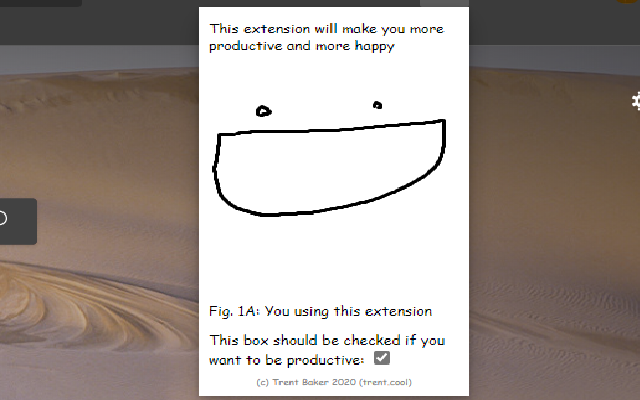 This extension will make you more
productive and more happy
Fig. 1A: You using this extension
This box should be checked if you
want to be productive:
(c) Trent Baker 2020 (trent.cool)